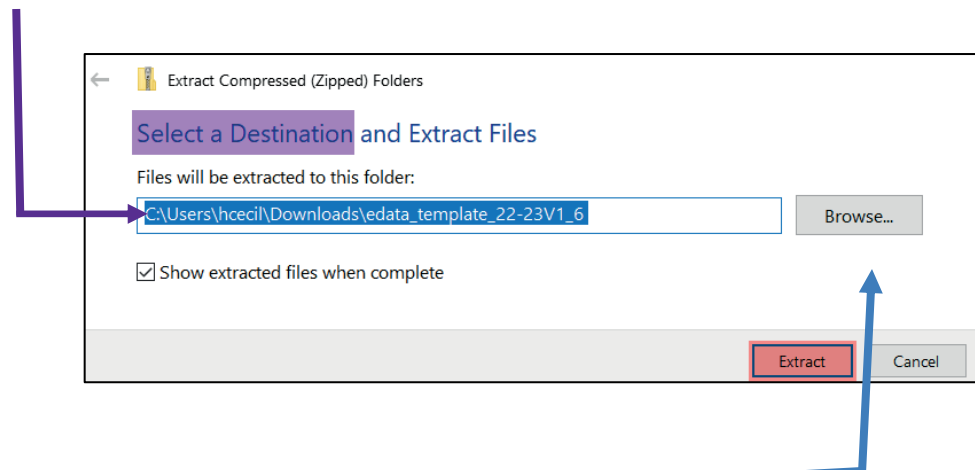 Extract Compressed (Zipped) Folders
Select a Destination and Extract Files
Files will be extracted to this folder:
C:\Users\hcecil\Downloads\edata_template_22-23V1_6
Browse...
Show extracted files when complete
Extract
Cancel